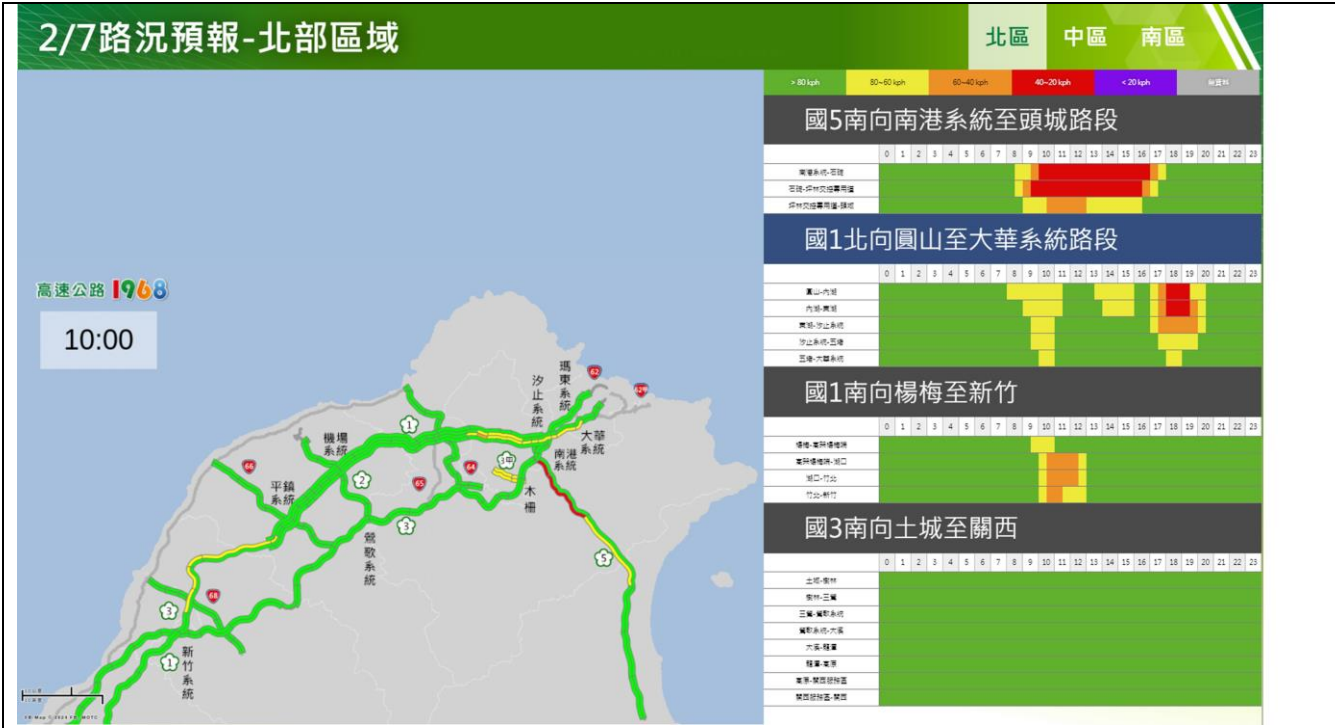 2/7路況預報-北部區域
北區 中區 南區
> 80 kph 80~60 kph 60~40 kph 40~20 kph < 20 kph 無資料
國5南向南港系統至頭城路段
0 1 2 3 4 5 6 7 8 9 10 11 12 13 14 15 16 17 18 19 20 21 22 23
南港系統-石碇
石碇-坪林交控專用道
坪林交控專用道-頭城
國1北向圓山至大華系統路段
0 1 2 3 4 5 6 7 8 9 10 11 12 13 14 15 16 17 18 19 20 21 22 23
圓山-內湖
內湖-東湖
東湖-汐止系統
汐止系統-五堵
五堵-大華系統
國1南向楊梅至新竹
0 1 2 3 4 5 6 7 8 9 10 11 12 13 14 15 16 17 18 19 20 21 22 23
楊梅-高架楊梅端
高架楊梅端-湖口
湖口-竹北
竹北-新竹
國3南向土城至關西
0 1 2 3 4 5 6 7 8 9 10 11 12 13 14 15 16 17 18 19 20 21 22 23
土城-樹林
樹林-三鶯
三鶯-鶯歌系統
鶯歌系統-大溪
大溪-龍潭
龍潭-高原
高原-關西服務區
關西服務區-關西
高速公路 1968
10:00
瑪東系統
62
62甲
汐止系統
1
大華系統
機場系統
南港系統
3甲
66
64
2
65
木柵
平鎮系統
3
鶯歌系統
5
68
3
1
新竹系統